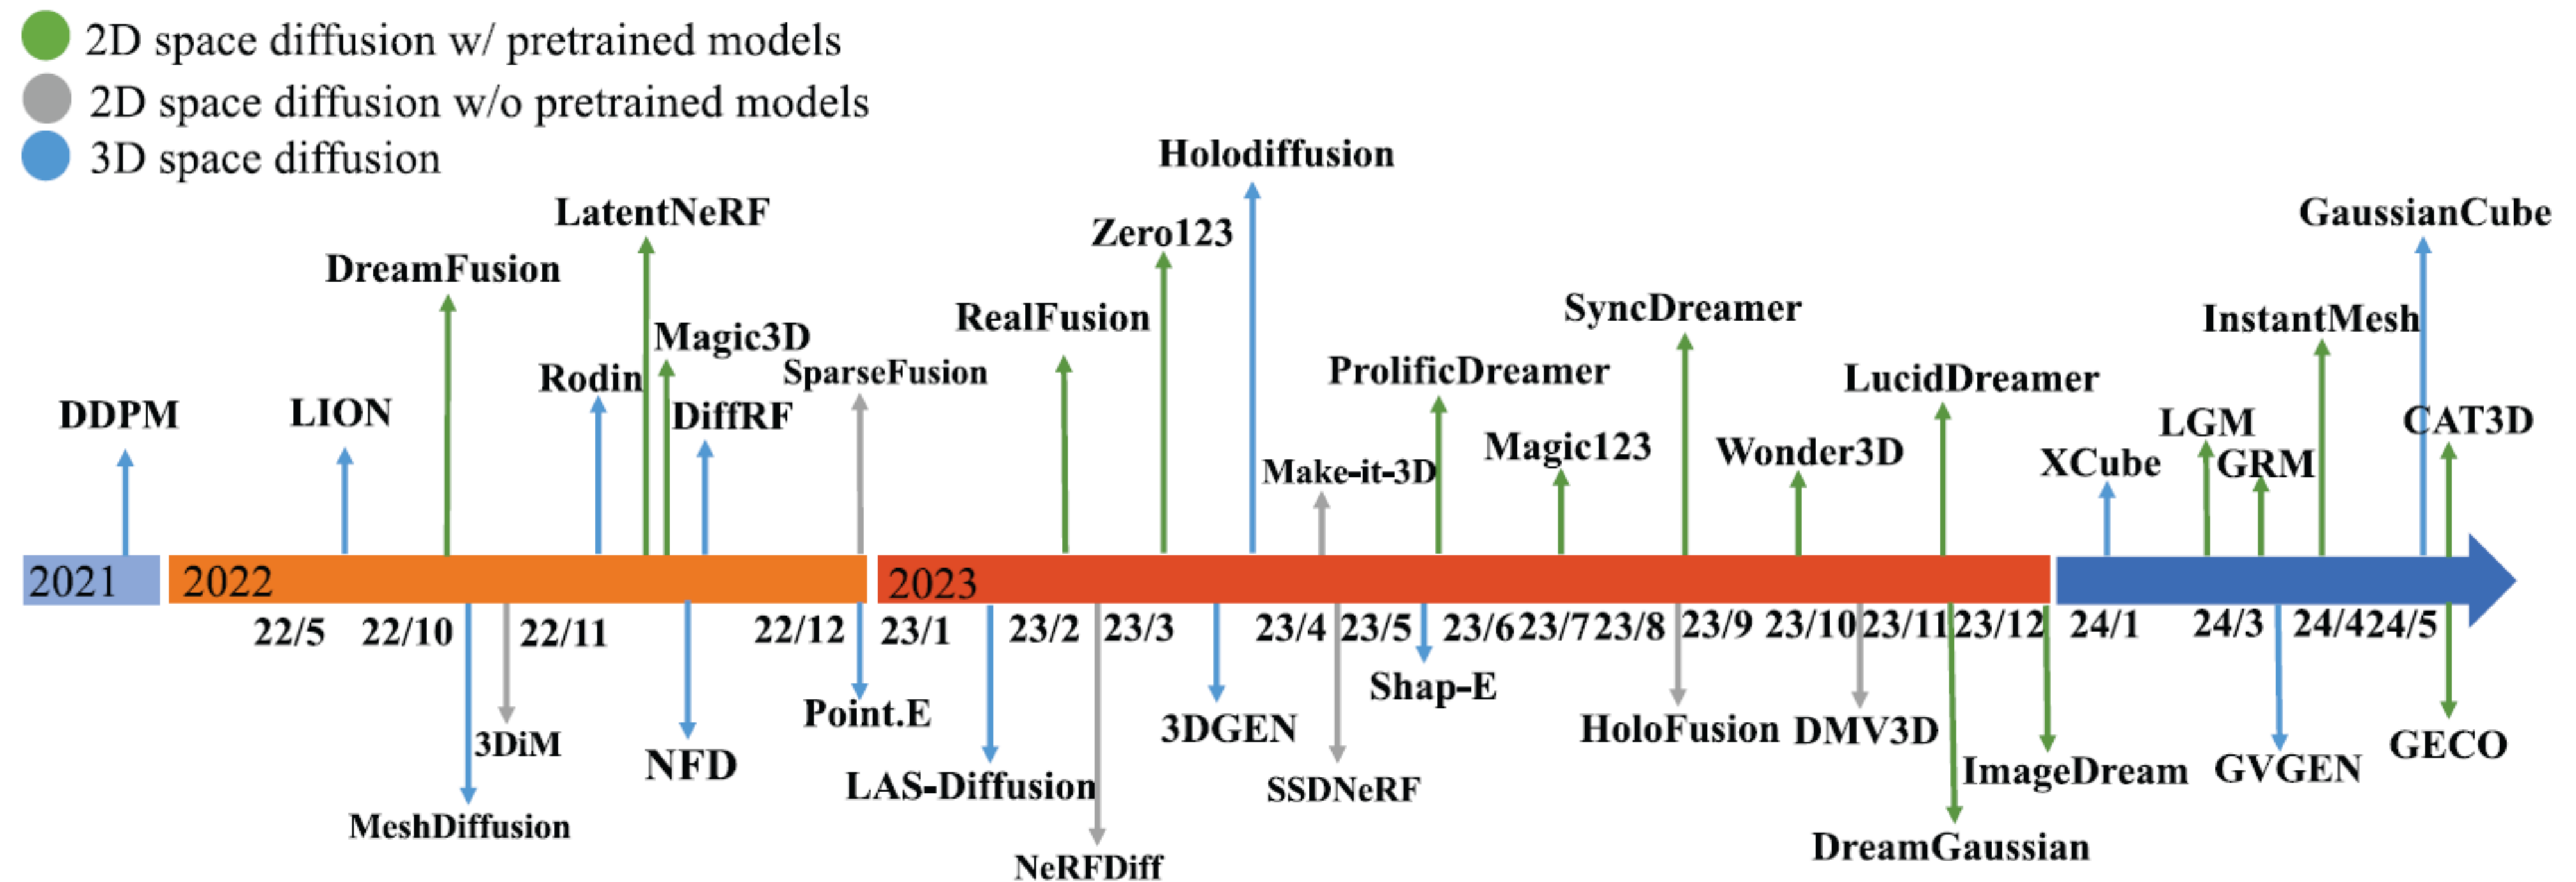 2D space diffusion w/ pretrained models
2D space diffusion w/o pretrained models
3D space diffusion
Holodiffusion
LatentNeRF
GaussianCube
Zero123
DreamFusion
SyncDreamer
RealFusion
InstantMesh
Magic3D
SparseFusion
ProlificDreamer
Rodin
LucidDreamer
DDPM
LION
DiffRF
LGM
CAT3D
Magic123
Wonder3D
Make-it-3D
XCube
GRM
2021
2022
2023
22/5
22/10
22/11
22/12
23/1
23/2
23/3
23/4
23/5
23/6
23/7
23/8
23/9
23/10
23/11
23/12
24/1
24/3
24/4
24/5
Shap-E
Point.E
3DGEN
HoloFusion
DMV3D
3DiM
GECO
NFD
ImageDream
GVGEN
LAS-Diffusion
SSDNeRF
MeshDiffusion
DreamGaussian
NeRFDiff